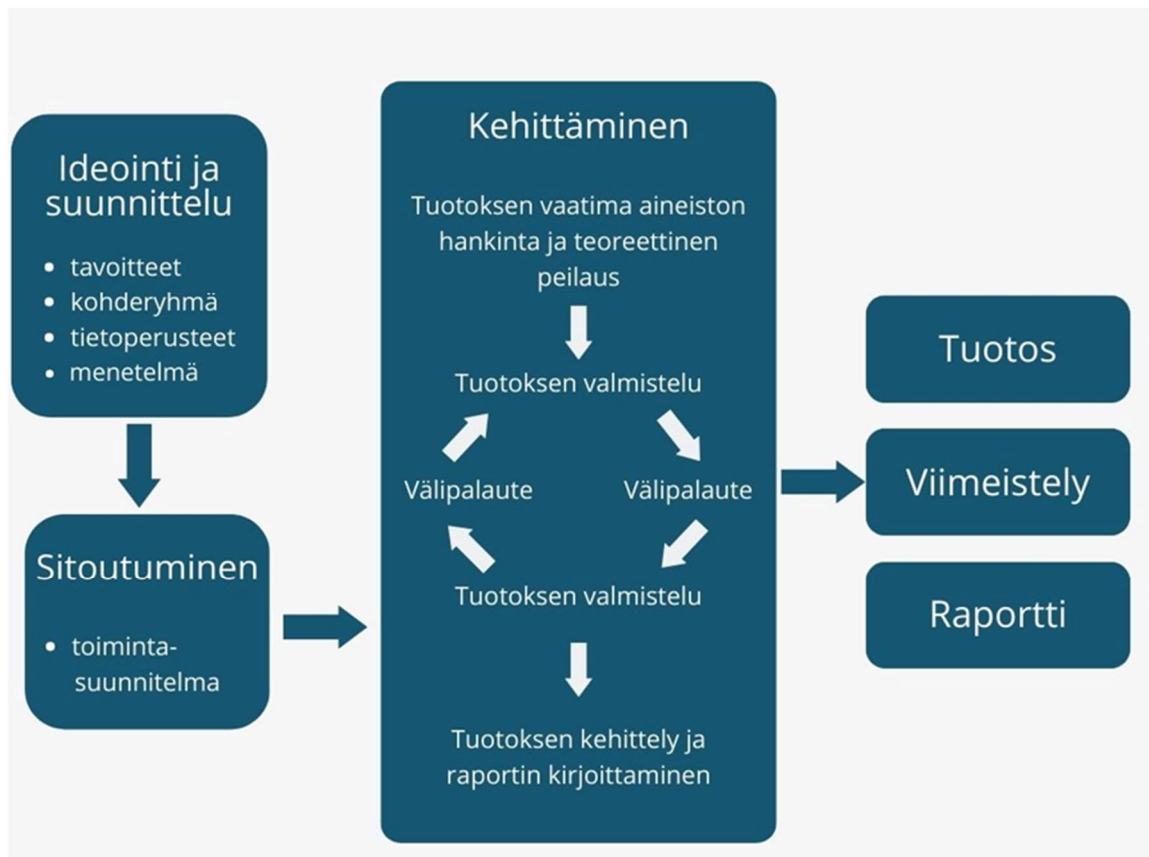 Ideointi ja
suunnittelu
• tavoitteet
• kohderyhmä
• tietoperusteet
• menetelmä
Sitoutuminen
• toiminta-
suunnitelma
Kehittäminen
Tuotoksen vaatima aineiston
hankinta ja teoreettinen
peilaus
Tuotoksen valmistelu
Välipalaute
Välipalaute
Tuotoksen valmistelu
Tuotoksen kehittely ja
raportin kirjoittaminen
Tuotos
Viimeistely
Raportti